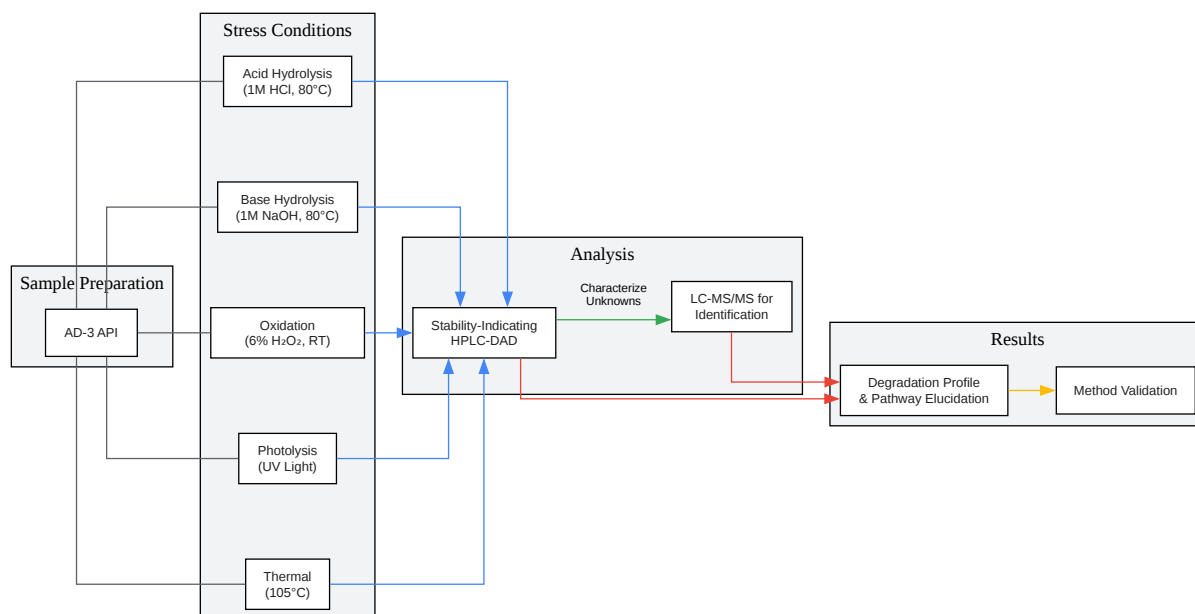 Stress Conditions
Acid Hydrolysis
(1M HCl, 80°C)
Base Hydrolysis
(1M NaOH, 80°C)
Sample Preparation
AD-3 API
Oxidation
(6% H₂O₂, RT)
Photolysis
(UV Light)
Thermal
(105°C)
Analysis
Stability-Indicating
HPLC-DAD
Characterize
Unknowns
LC-MS/MS for
Identification
Results
Degradation Profile
& Pathway Elucidation
Method Validation